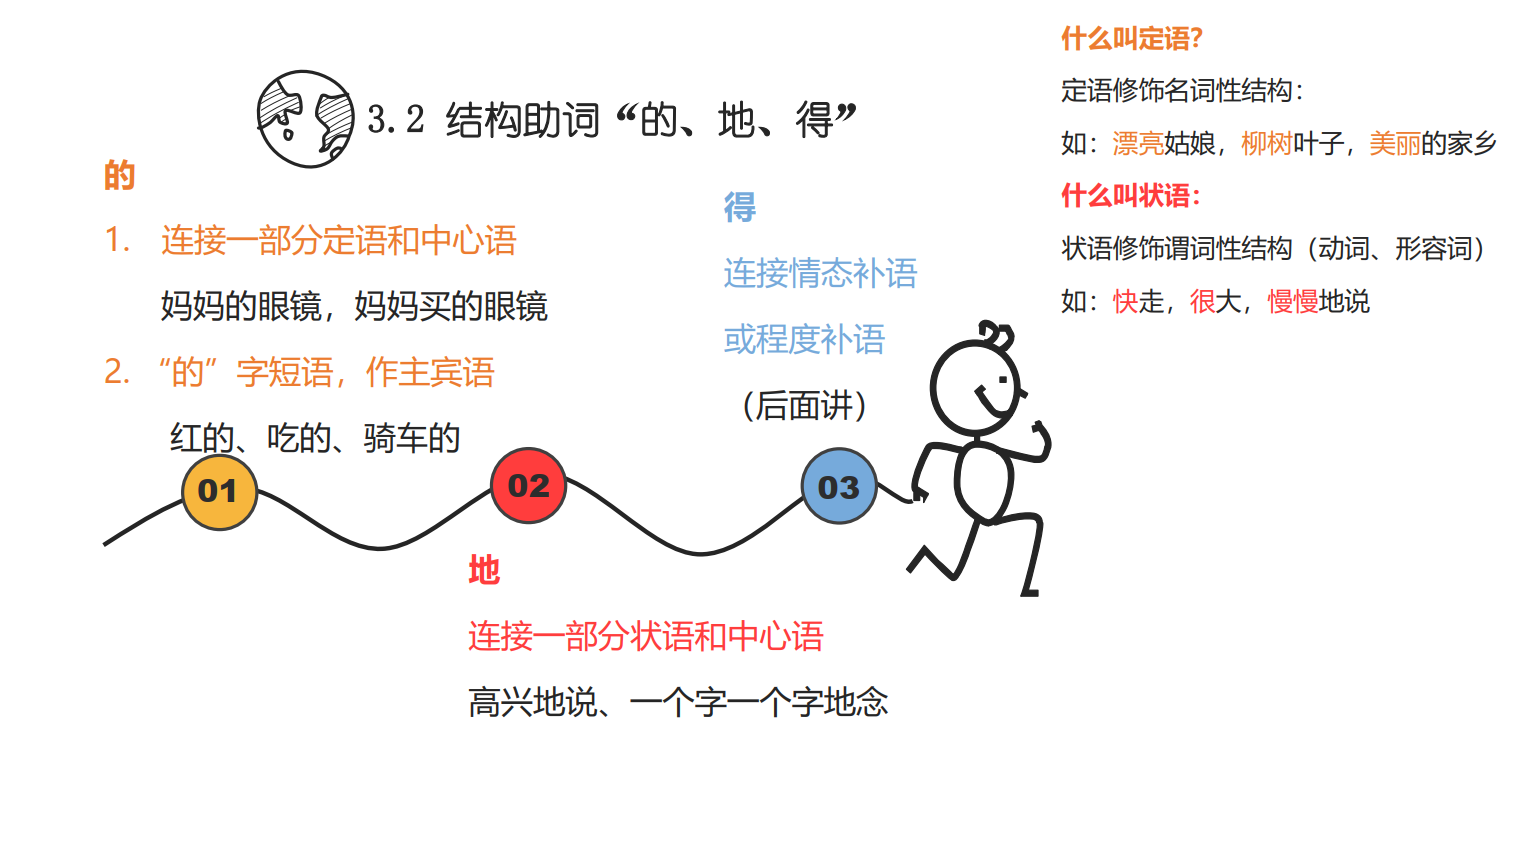 3.2 结构助词“的、地、得”
的
1. 连接一部分定语和中心语
妈妈的眼镜，妈妈买的眼镜
2. “的”字短语，作主宾语
红的、吃的、骑车的
得
连接情态补语
或程度补语
（后面讲）
01
02
03
地
连接一部分状语和中心语
高兴地说、一个字一个字地念
什么叫定语？
定语修饰名词性结构：
如：漂亮姑娘，柳树叶子，美丽的家乡
什么叫状语：
状语修饰谓词性结构（动词、形容词）
如：快走，很大，慢慢地说